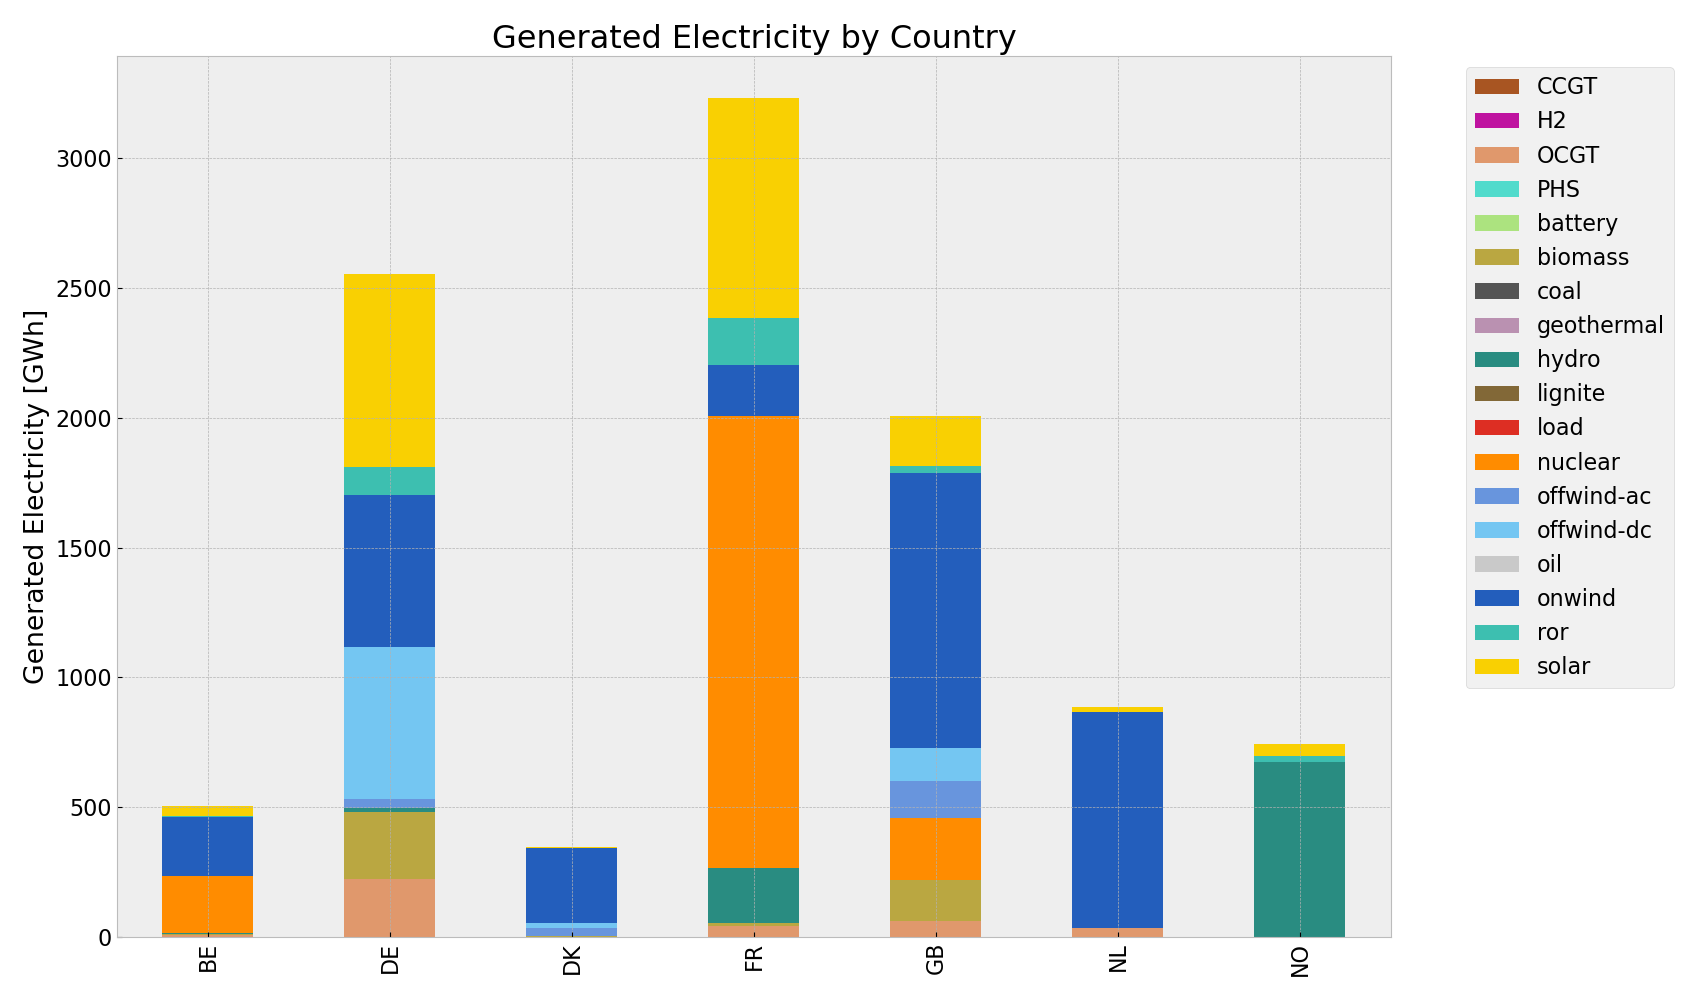 Generated Electricity by Country
Generated Electricity [GWh]
3000
2500
2000
1500
1000
500
0
BE
DE
DK
FR
GB
NL
NO
CCGT
H2
OCGT
PHS
battery
biomass
coal
geothermal
hydro
lignite
load
nuclear
offwind-ac
offwind-dc
oil
onwind
ror
solar